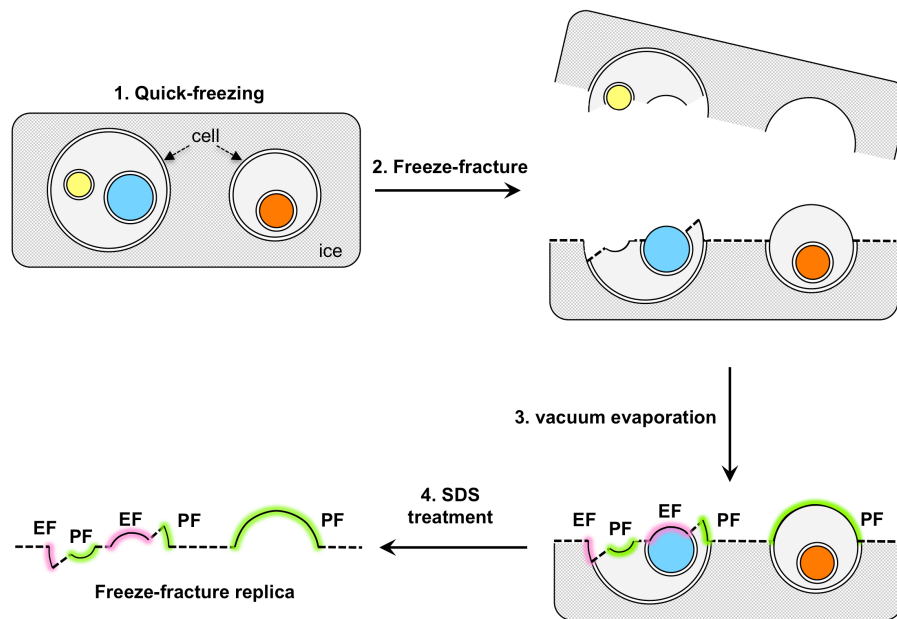 1. Quick-freezing
cell
ice
2. Freeze-fracture
3. vacuum evaporation
EF
PF
EF
PF
PF
4. SDS
treatment
EF
PF
EF
PF
PF
Freeze-fracture replica